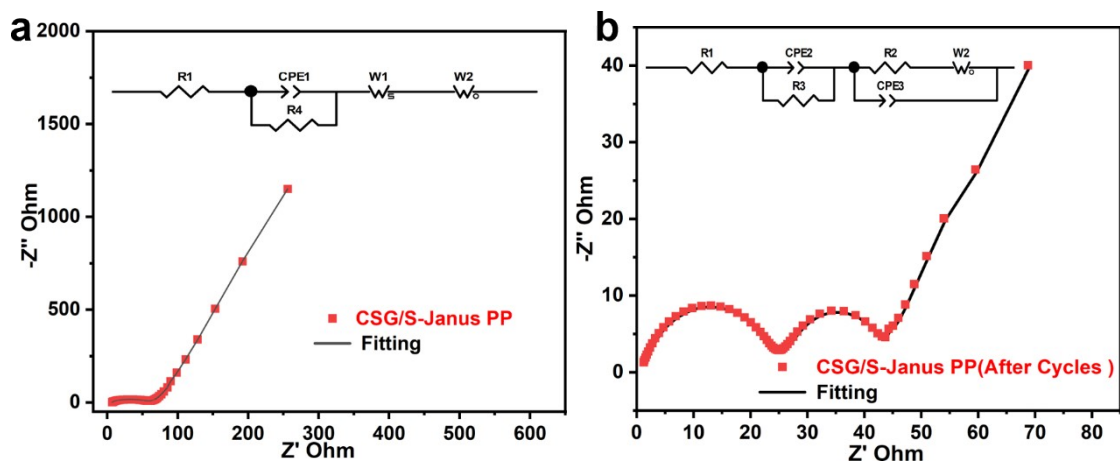 a
2000
1500
1000
500
0
-Z'' Ohm
R1
CPE1
R4
W1
s
W2
o
CSG/S-Janus PP
Fitting
0 100 200 300 400 500 600
Z' Ohm
b
40
30
20
10
0
-Z'' Ohm
R1
CPE2
R3
R2
W2
o
CPE3
CSG/S-Janus PP(After Cycles )
Fitting
0 10 20 30 40 50 60 70 80
Z' Ohm